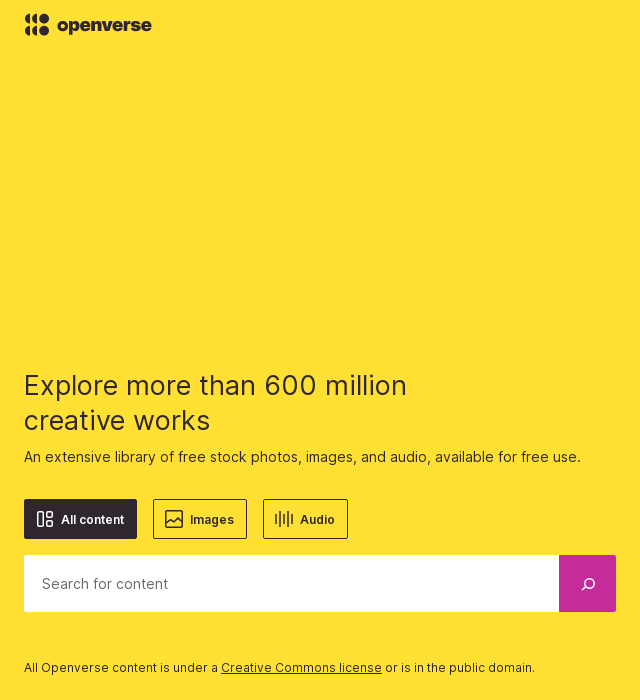 openverse
Explore more than 600 million
creative works
An extensive library of free stock photos, images, and audio, available for free use.
All content
Images
Audio
Search for content
All Openverse content is under a Creative Commons license or is in the public domain.